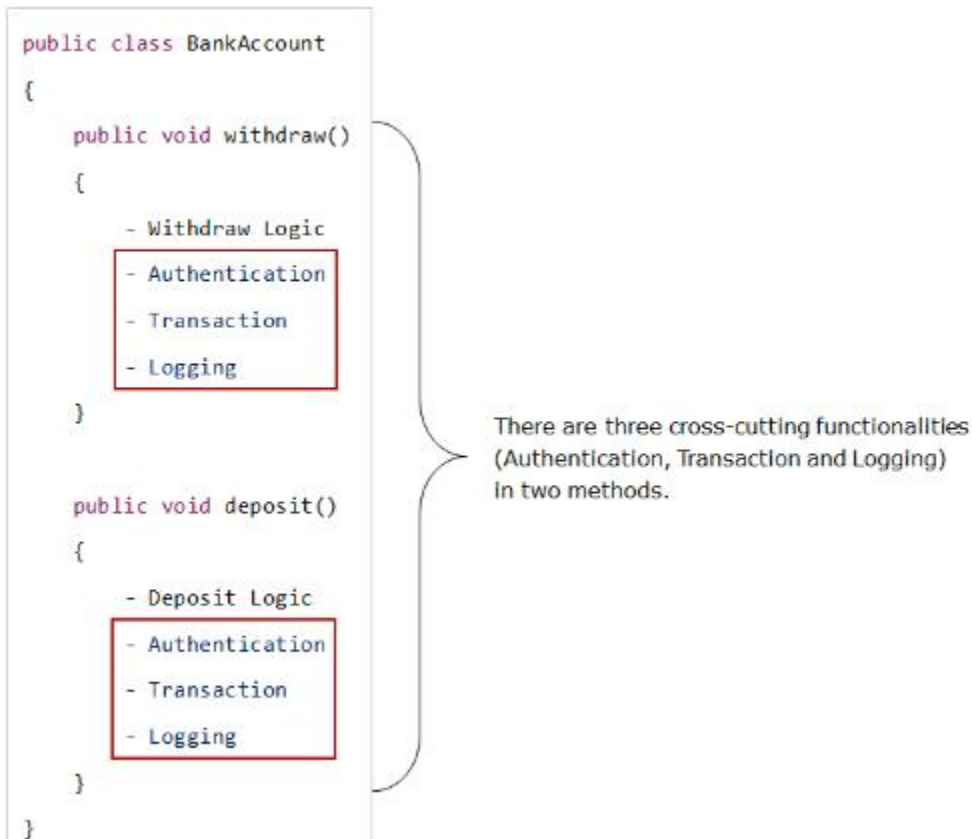 public class BankAccount
{
public void withdraw()
{
- Withdraw Logic
- Authentication
- Transaction
- Logging
}
public void deposit()
{
- Deposit Logic
- Authentication
- Transaction
- Logging
}
}
There are three cross-cutting functionalities
(Authentication, Transaction and Logging)
in two methods.